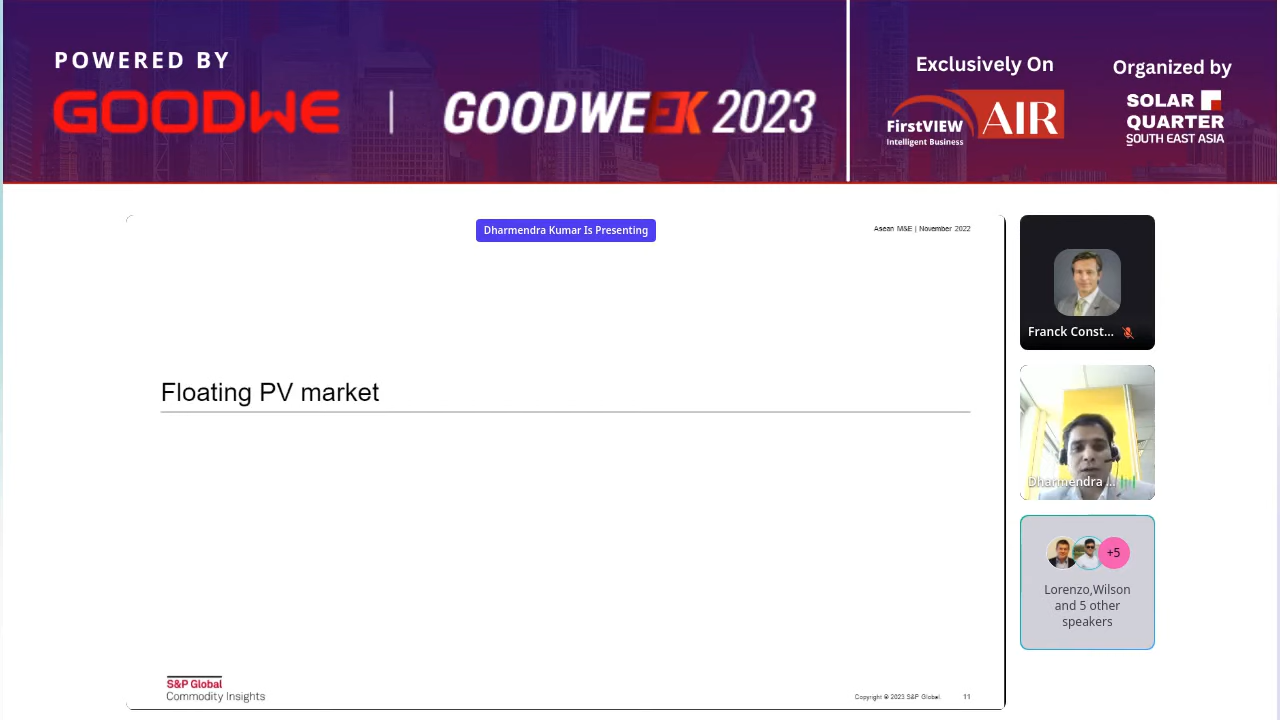 POWERED BY
GOODWE
GOODWEEK 2023
Exclusively On
FirstVIEW
Intelligent Business
AIR
Organized by
SOLAR
QUARTER
SOUTH EAST ASIA
Dharmendra Kumar Is Presenting
Asean M&E | November 2022
Floating PV market
S&P Global
Commodity Insights
Copyright © 2023 S&P Global.
11
Franck Const...
Dharmendra ...
+5
Lorenzo,Wilson
and 5 other
speakers